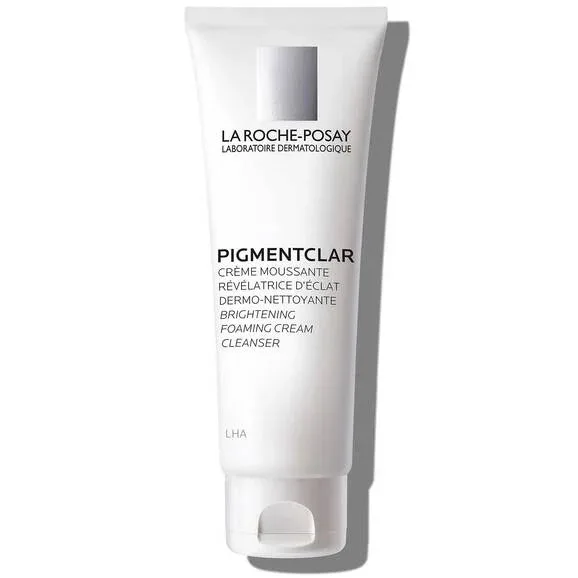 LA ROCHE-POSAY
LABORATOIRE DERMATOLOGIQUE
PIGMENTCLAR
CRÈME MOUSSANTE
RÉVÉLATRICE D'ÉCLAT
DERMO-NETTOYANTE
BRIGHTENING
FOAMING CREAM
CLEANSER
LHA